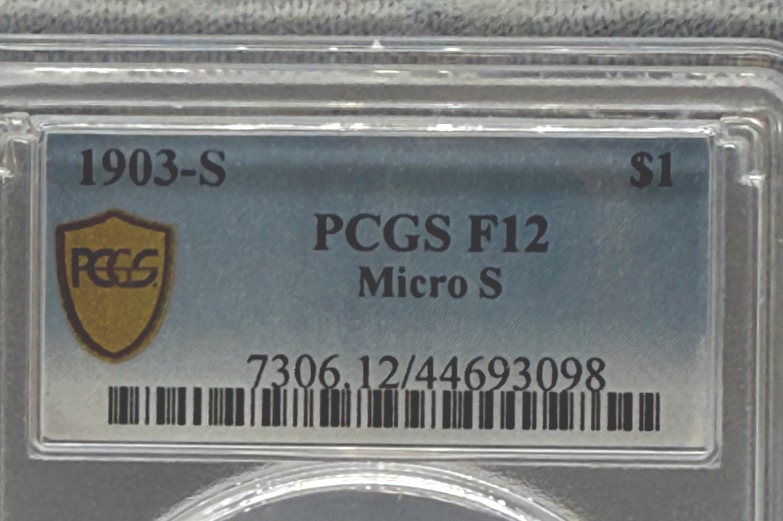 1903-S $1
PCGS F12
Micro S
PCGS
7306.12/44693098